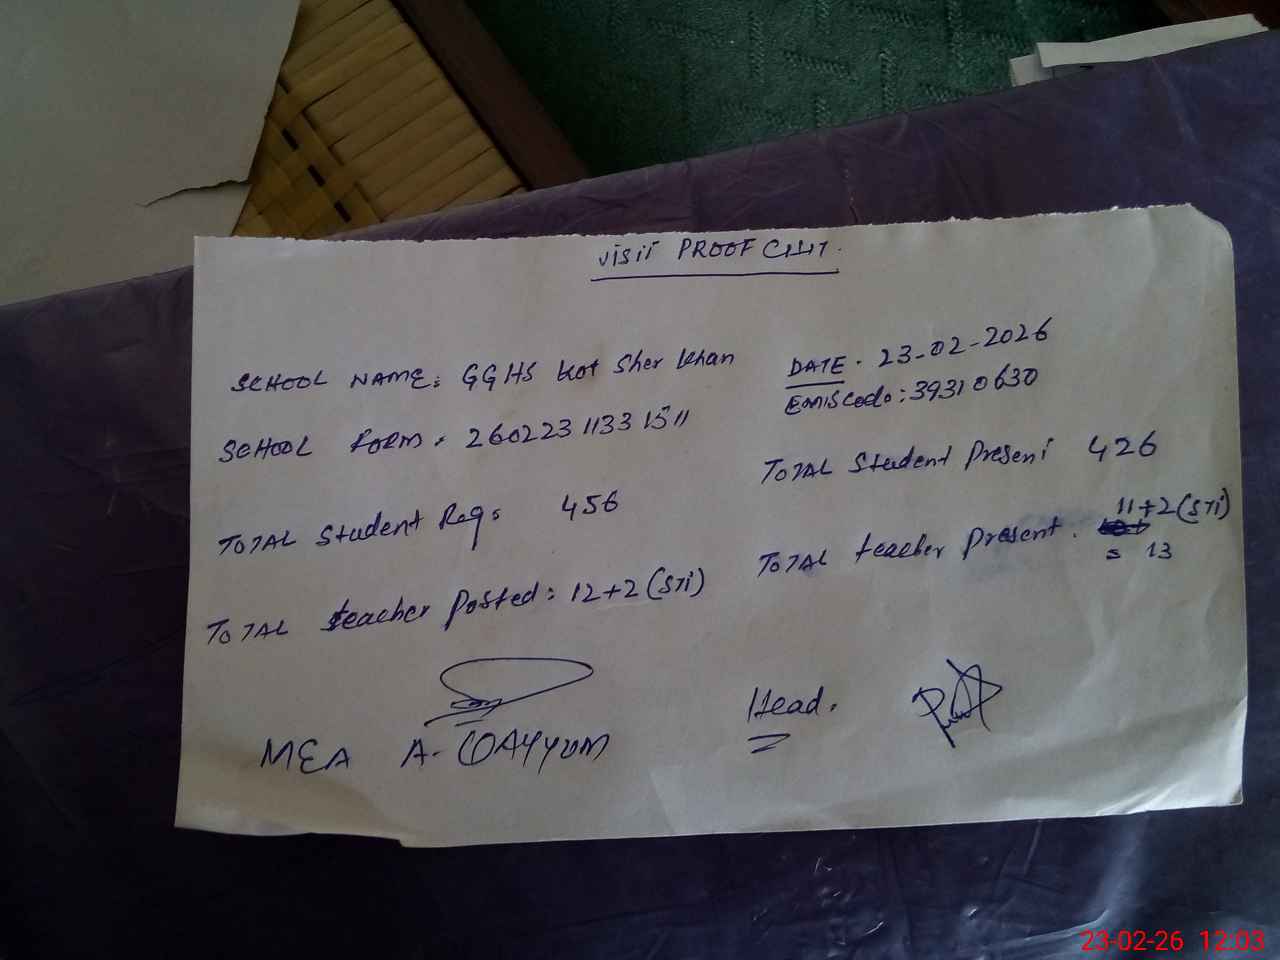 VISIT PROOF CHIT.
SCHOOL NAME: GGHS Kot Sher Khan
DATE. 23-02-2026
EMIS Code: 39310630
SCHOOL FORM. 260223 1133 1511
TOTAL Student Present 426
TOTAL Student Reg: 456
TOTAL teacher Present. 11+2 (STI)
= 13
TOTAL teacher Posted: 12+2 (STI)
MEA A. QAYYUM
Head.
23-02-26 12:03